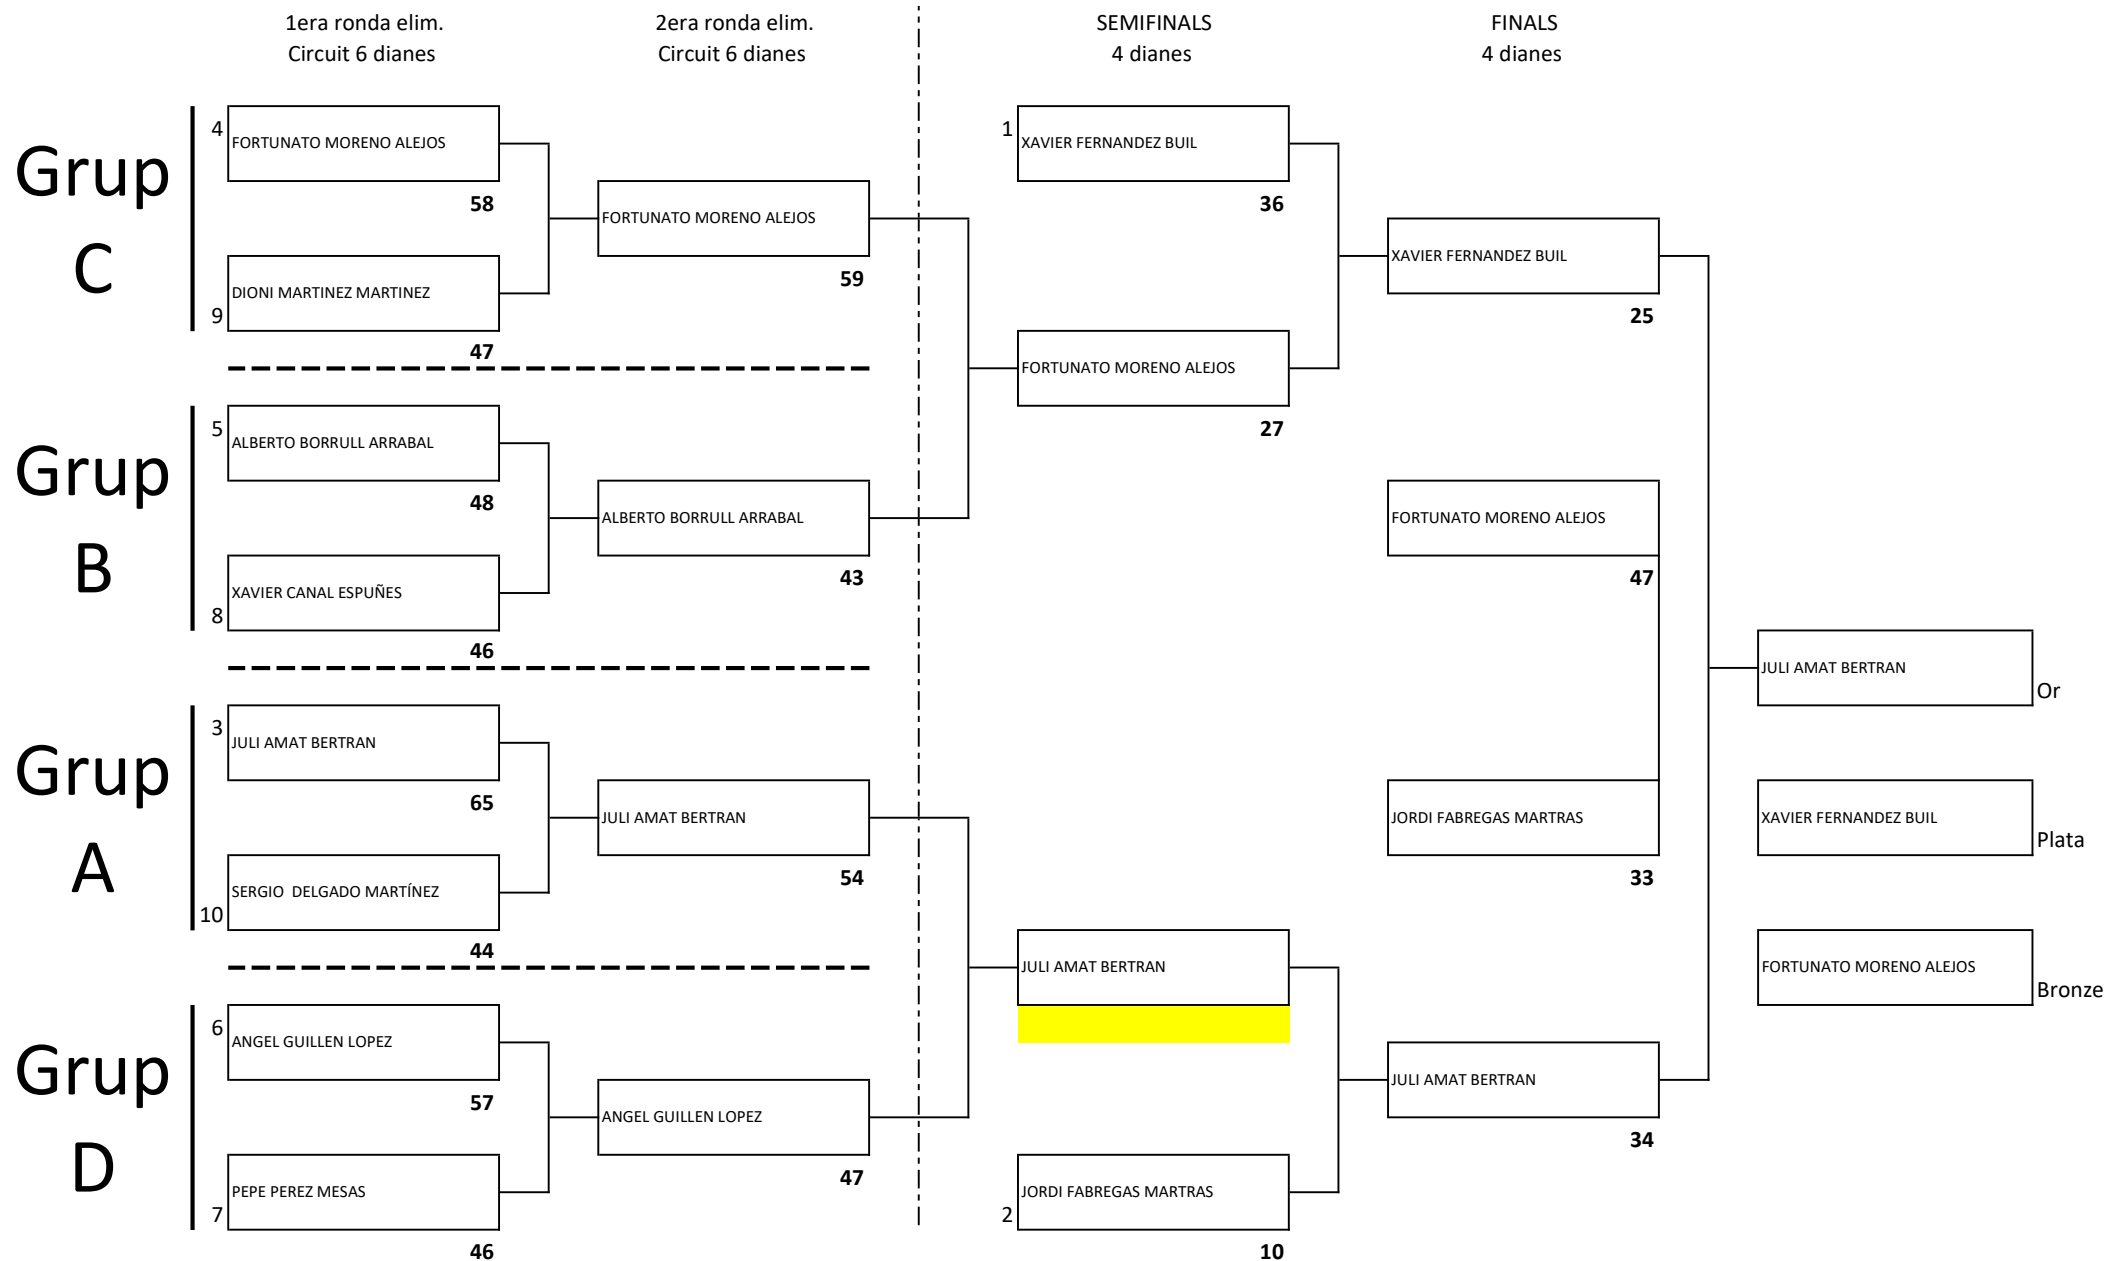 1era ronda elim.
Circuit 6 dianes
2era ronda elim.
Circuit 6 dianes
SEMIFINALS
4 dianes
FINALS
4 dianes
Grup
C
4
FORTUNATO MORENO ALEJOS
58
9
DIONI MARTINEZ MARTINEZ
47
FORTUNATO MORENO ALEJOS
59
Grup
B
5
ALBERTO BORRULL ARRABAL
48
8
XAVIER CANAL ESPUÑES
46
ALBERTO BORRULL ARRABAL
43
Grup
A
3
JULI AMAT BERTRAN
65
10
SERGIO  DELGADO MARTÍNEZ
44
JULI AMAT BERTRAN
54
Grup
D
6
ANGEL GUILLEN LOPEZ
57
7
PEPE PEREZ MESAS
46
ANGEL GUILLEN LOPEZ
47
1
XAVIER FERNANDEZ BUIL
36
FORTUNATO MORENO ALEJOS
27
JULI AMAT BERTRAN
2
JORDI FABREGAS MARTRAS
10
XAVIER FERNANDEZ BUIL
25
FORTUNATO MORENO ALEJOS
47
JORDI FABREGAS MARTRAS
33
JULI AMAT BERTRAN
34
JULI AMAT BERTRAN
Or
XAVIER FERNANDEZ BUIL
Plata
FORTUNATO MORENO ALEJOS
Bronze